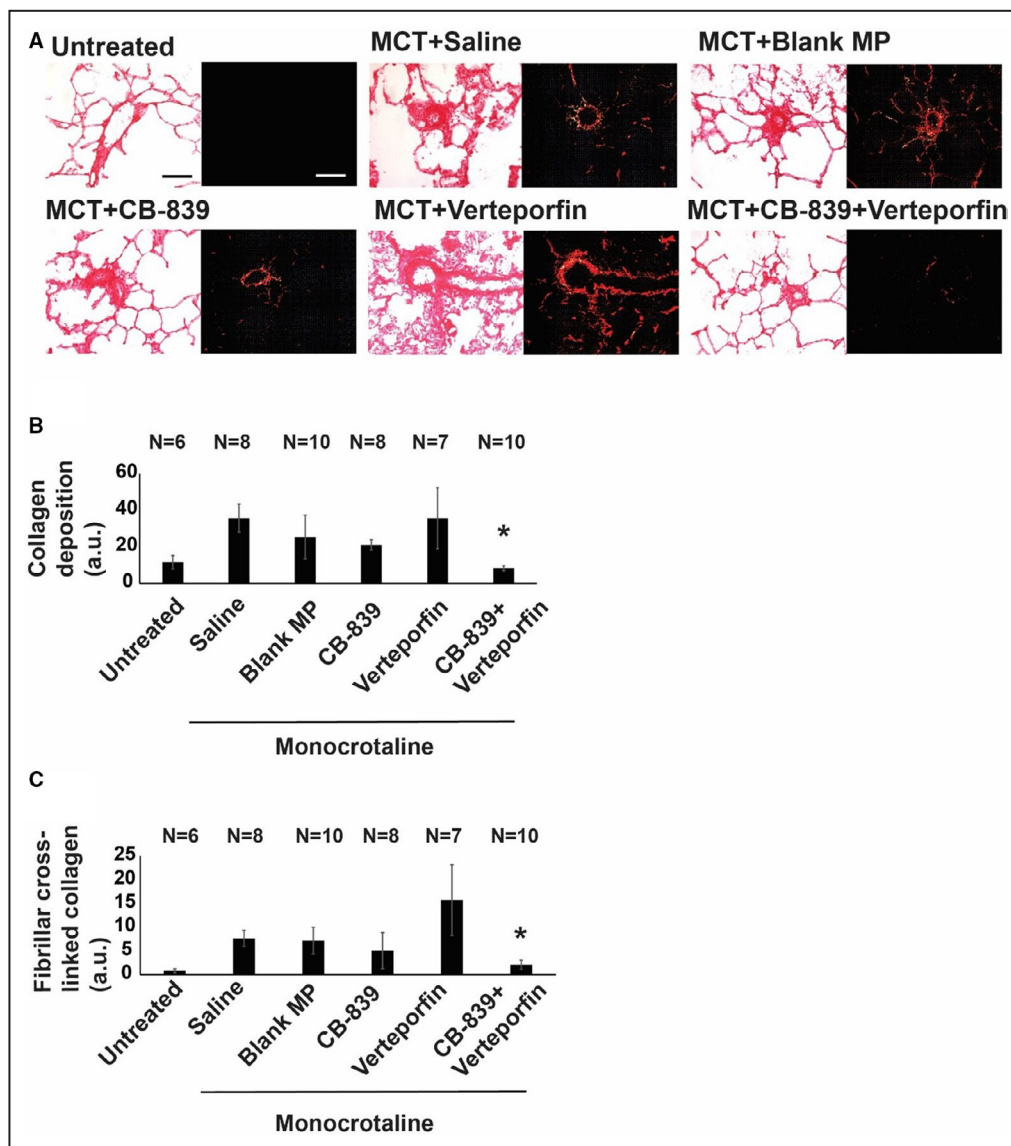 A
Untreated
MCT+Saline
MCT+Blank MP
MCT+CB-839
MCT+Verteporfin
MCT+CB-839+Verteporfin
B
N=6 N=8 N=10 N=8 N=7 N=10
Collagen
deposition
(a.u.)
60
40
20
0
*
Untreated
Saline
Blank MP
CB-839
Verteporfin
CB-839+
Verteporfin
Monocrotaline
C
N=6 N=8 N=10 N=8 N=7 N=10
Fibrillar cross-
linked collagen
(a.u.)
25
20
15
10
5
0
*
Untreated
Saline
Blank MP
CB-839
Verteporfin
CB-839+
Verteporfin
Monocrotaline